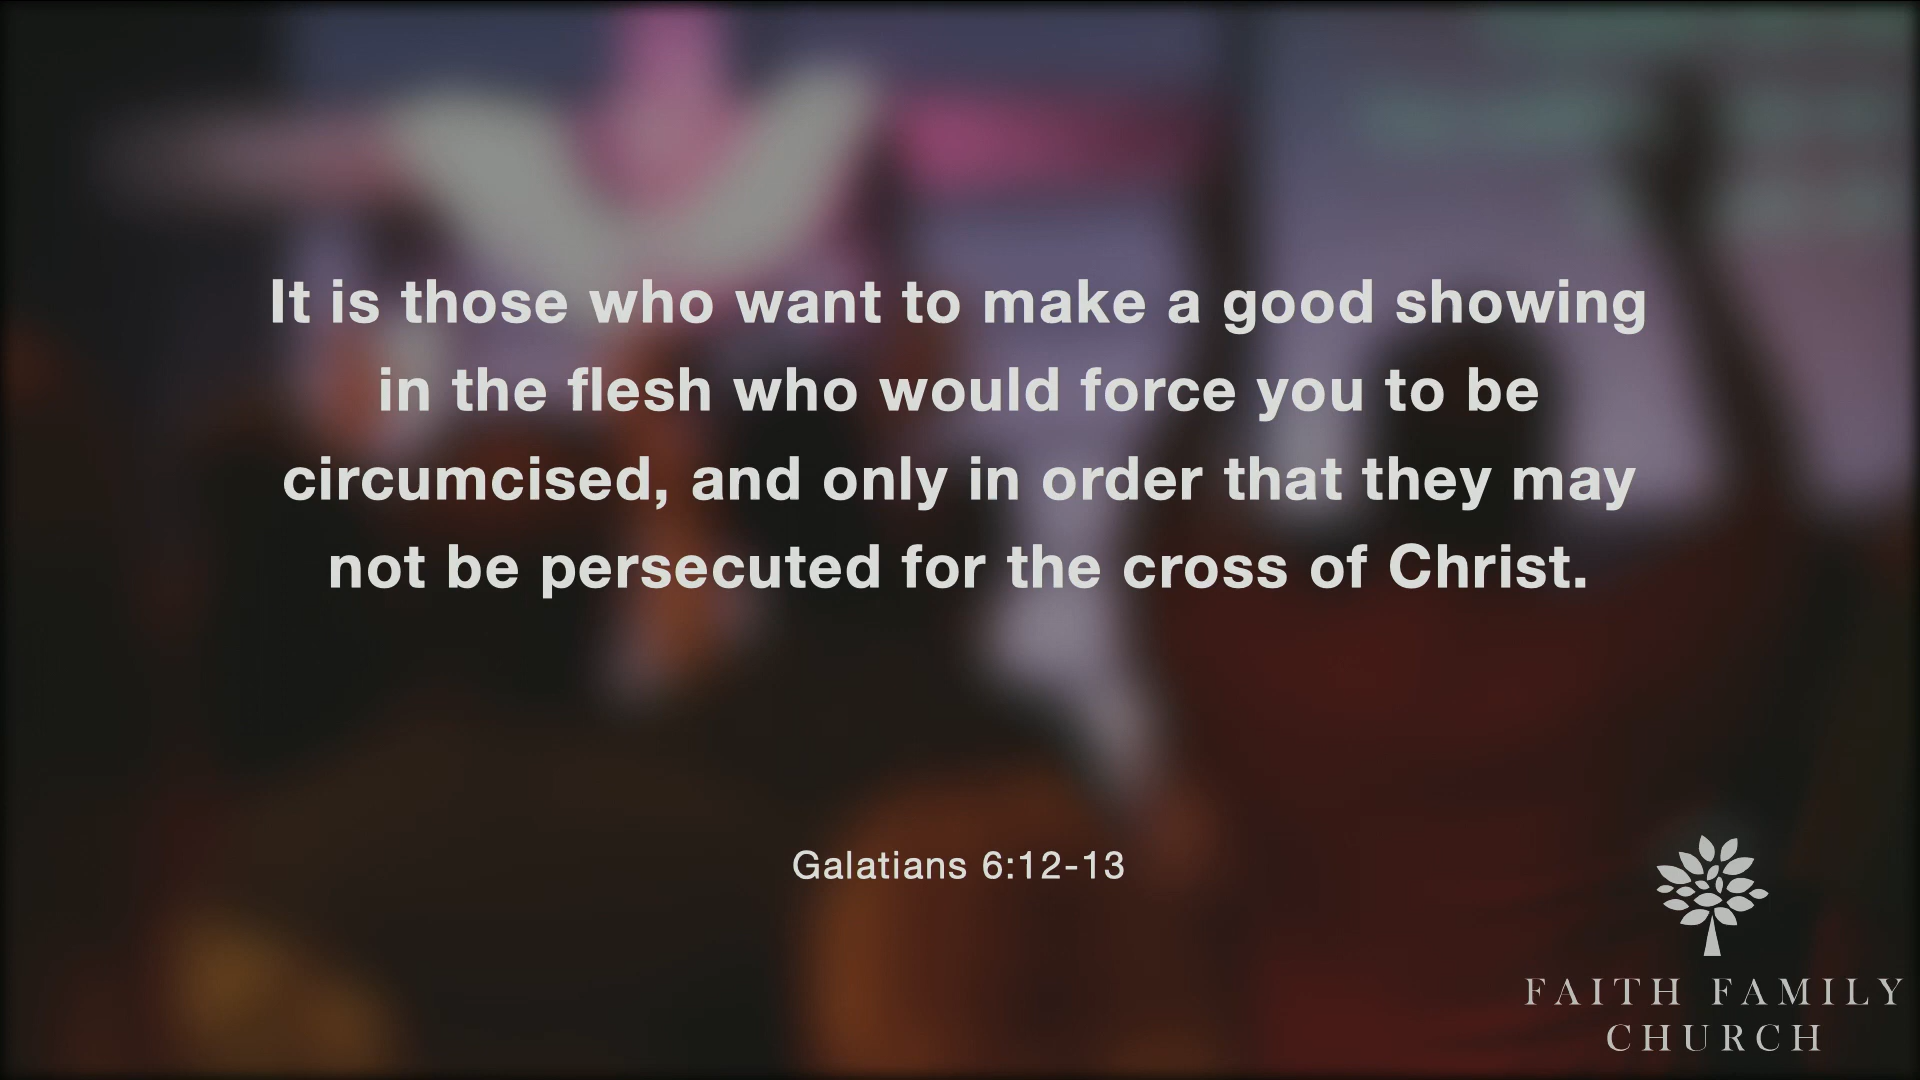 It is those who want to make a good showing
in the flesh who would force you to be
circumcised, and only in order that they may
not be persecuted for the cross of Christ.
Galatians 6:12-13
FAITH FAMILY
CHURCH